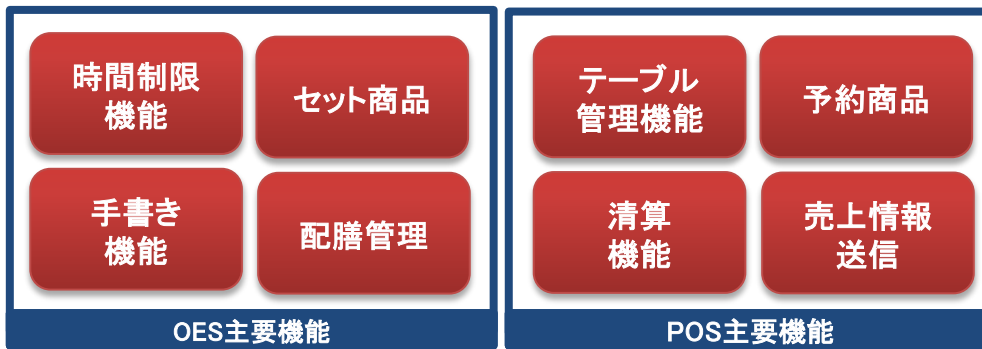 時間制限
機能
セット商品
手書き
機能
配膳管理
OES主要機能
テーブル
管理機能
予約商品
清算
機能
売上情報
送信
POS主要機能